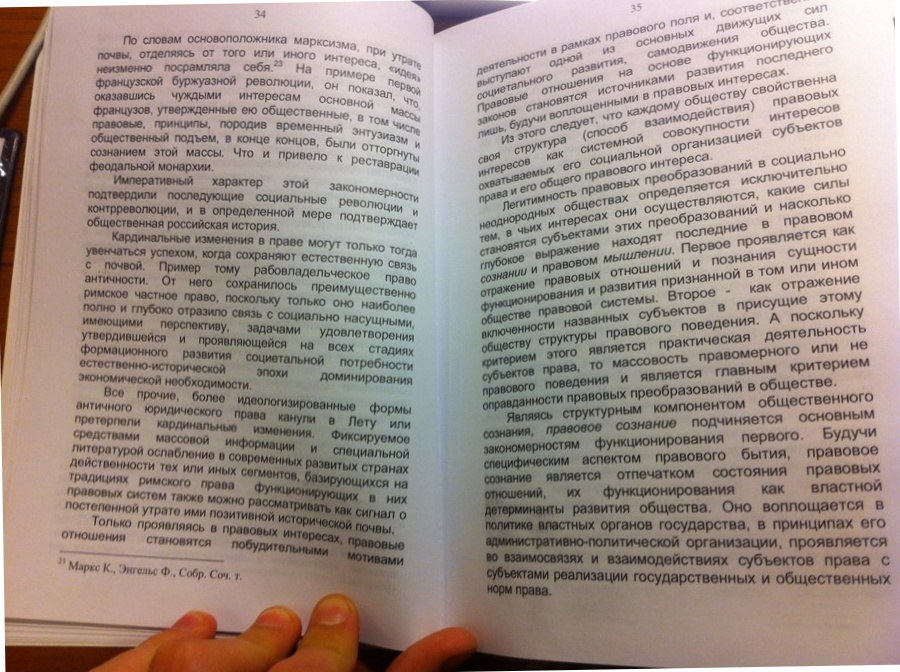 34
По словам основоположника марксизма, при утрате
почвы, отделяясь от того или иного интереса, «идея»
неизменно посрамляла себя.23 На примере первой
французской буржуазной революции, он показал, что,
оказавшись чуждыми интересам основной массы
французов, утвержденные ею общественные, в том числе
правовые, принципы, породив временный энтузиазм и
общественный подъем, в конце концов, были отторгнуты
сознанием этой массы. Что и привело к реставрации
феодальной монархии.
Императивный характер этой закономерности
подтвердили последующие социальные революции и
контрреволюции, и в определенной мере подтверждает
общественная российская история.
Кардинальные изменения в праве могут только тогда
увенчаться успехом, когда сохраняют естественную связь
с почвой. Пример тому рабовладельческое право
античности. От него сохранилось преимущественно
римское частное право, поскольку только оно наиболее
полно и глубоко отразило связь с социально насущными,
имеющими перспективу, задачами удовлетворения
утвердившейся и проявляющейся на всех стадиях
формационного развития социетальной потребности
естественно-исторической эпохи доминирования
экономической необходимости.
Все прочие, более идеологизированные формы
античного юридического права канули в Лету или
претерпели кардинальные изменения. Фиксируемое
средствами массовой информации и специальной
литературой ослабление в современных развитых странах
действенности тех или иных сегментов, базирующихся на
традициях римского права функционирующих в них
правовых систем также можно рассматривать как сигнал о
постепенной утрате ими позитивной исторической почвы.
Только проявляясь в правовых интересах, правовые
отношения становятся побудительными мотивами
23 Маркс К., Энгельс Ф., Собр. Соч. т.
35
деятельности в рамках правового поля и, соответственно,
выступают одной из основных движущих сил
социетального развития, самодвижения общества.
Правовые отношения на основе функционирующих
законов становятся источниками развития последнего
лишь, будучи воплощенными в правовых интересах.
Из этого следует, что каждому обществу свойственна
своя структура (способ взаимодействия) правовых
интересов как системной совокупности интересов
охватываемых его социальной организацией субъектов
права и его общего правового интереса.
Легитимность правовых преобразований в социально
неоднородных обществах определяется исключительно
тем, в чьих интересах они осуществляются, какие силы
становятся субъектами этих преобразований и насколько
глубокое выражение находят последние в правовом
сознании и правовом мышлении. Первое проявляется как
отражение правовых отношений и познания сущности
функционирования и развития признанной в том или ином
обществе правовой системы. Второе - как отражение
включенности названных субъектов в присущие этому
обществу структуры правового поведения. А поскольку
критерием этого является практическая деятельность
субъектов права, то массовость правомерного или не
правового поведения и является главным критерием
оправданности правовых преобразований в обществе.
Являясь структурным компонентом общественного
сознания, правовое сознание подчиняется основным
закономерностям функционирования первого. Будучи
специфическим аспектом правового бытия, правовое
сознание является отпечатком состояния правовых
отношений, их функционирования как властной
детерминанты развития общества. Оно воплощается в
политике властных органов государства, в принципах его
административно-политической организации, проявляется
во взаимосвязях и взаимодействиях субъектов права с
субъектами реализации государственных и общественных
норм права.